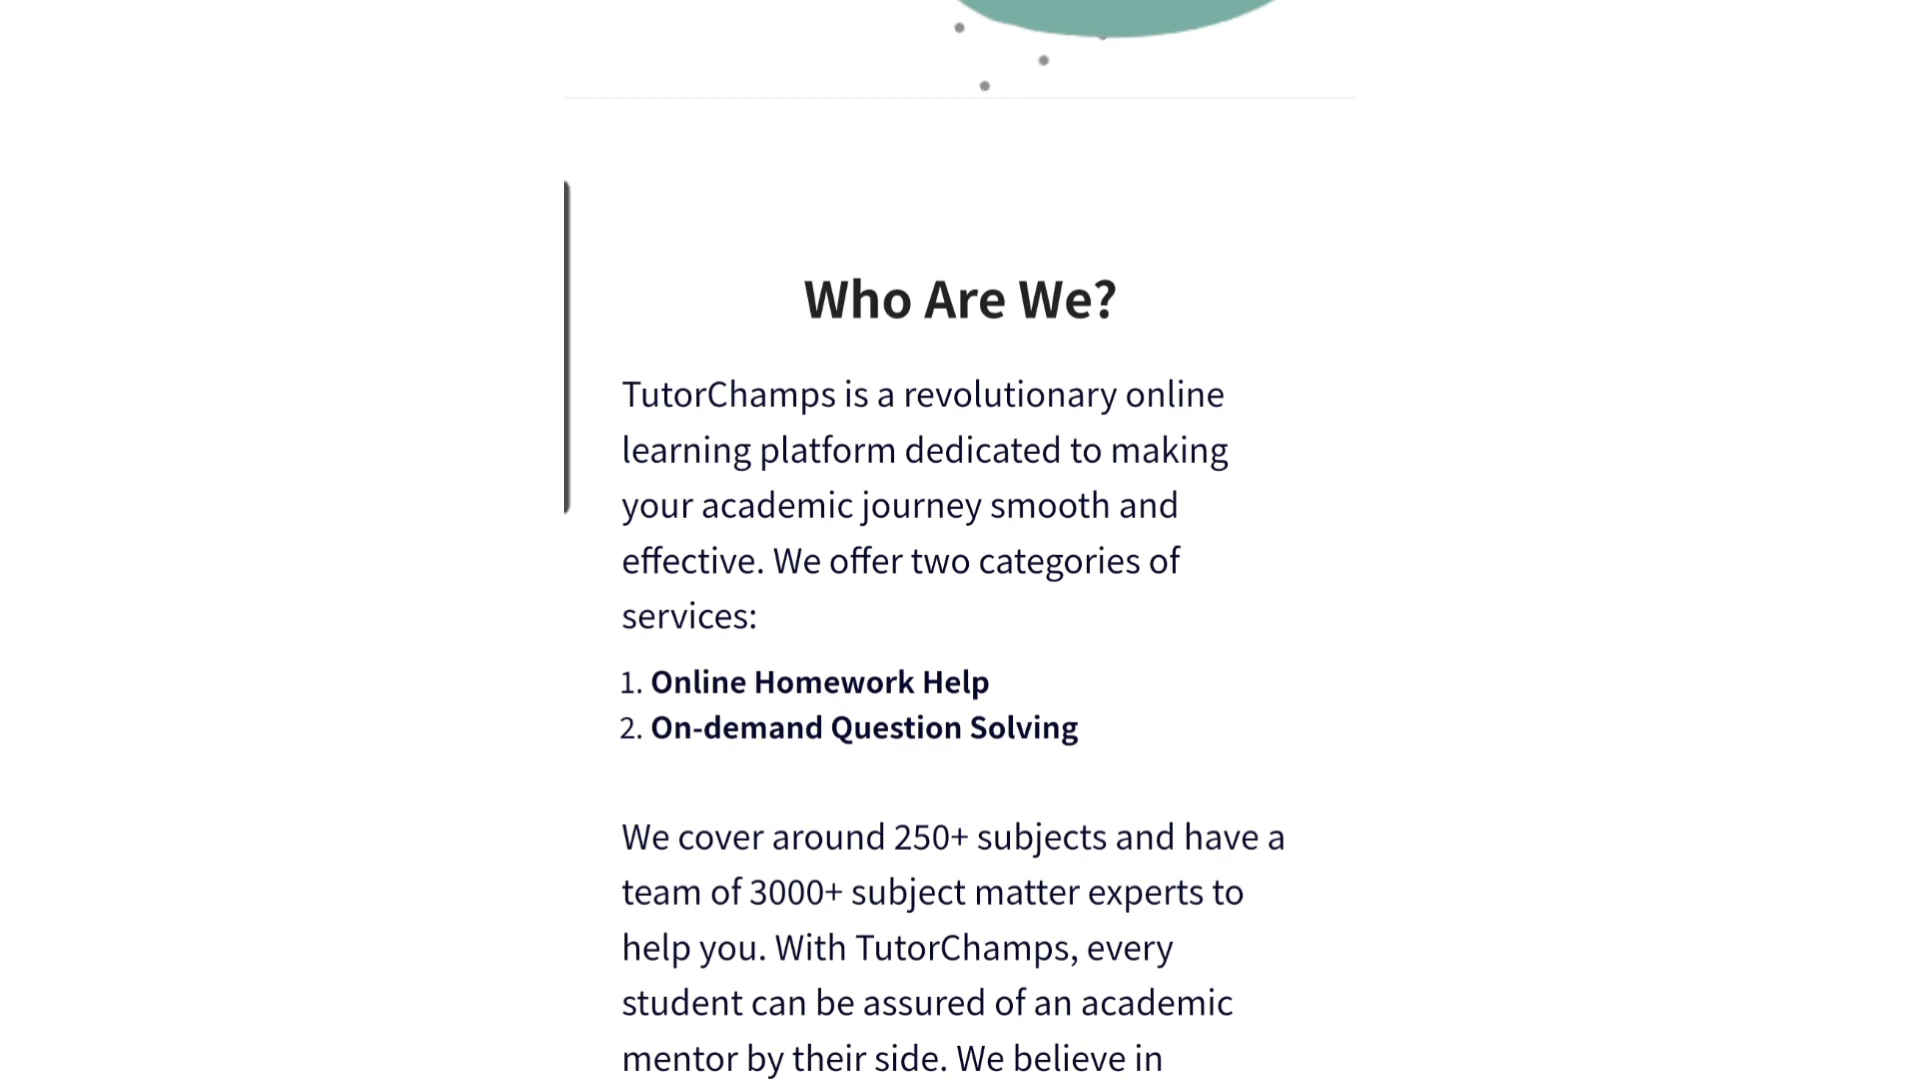 Who Are We?
TutorChamps is a revolutionary online
learning platform dedicated to making
your academic journey smooth and
effective. We offer two categories of
services:
1. Online Homework Help
2. On-demand Question Solving
We cover around 250+ subjects and have a
team of 3000+ subject matter experts to
help you. With TutorChamps, every
student can be assured of an academic
mentor by their side. We believe in